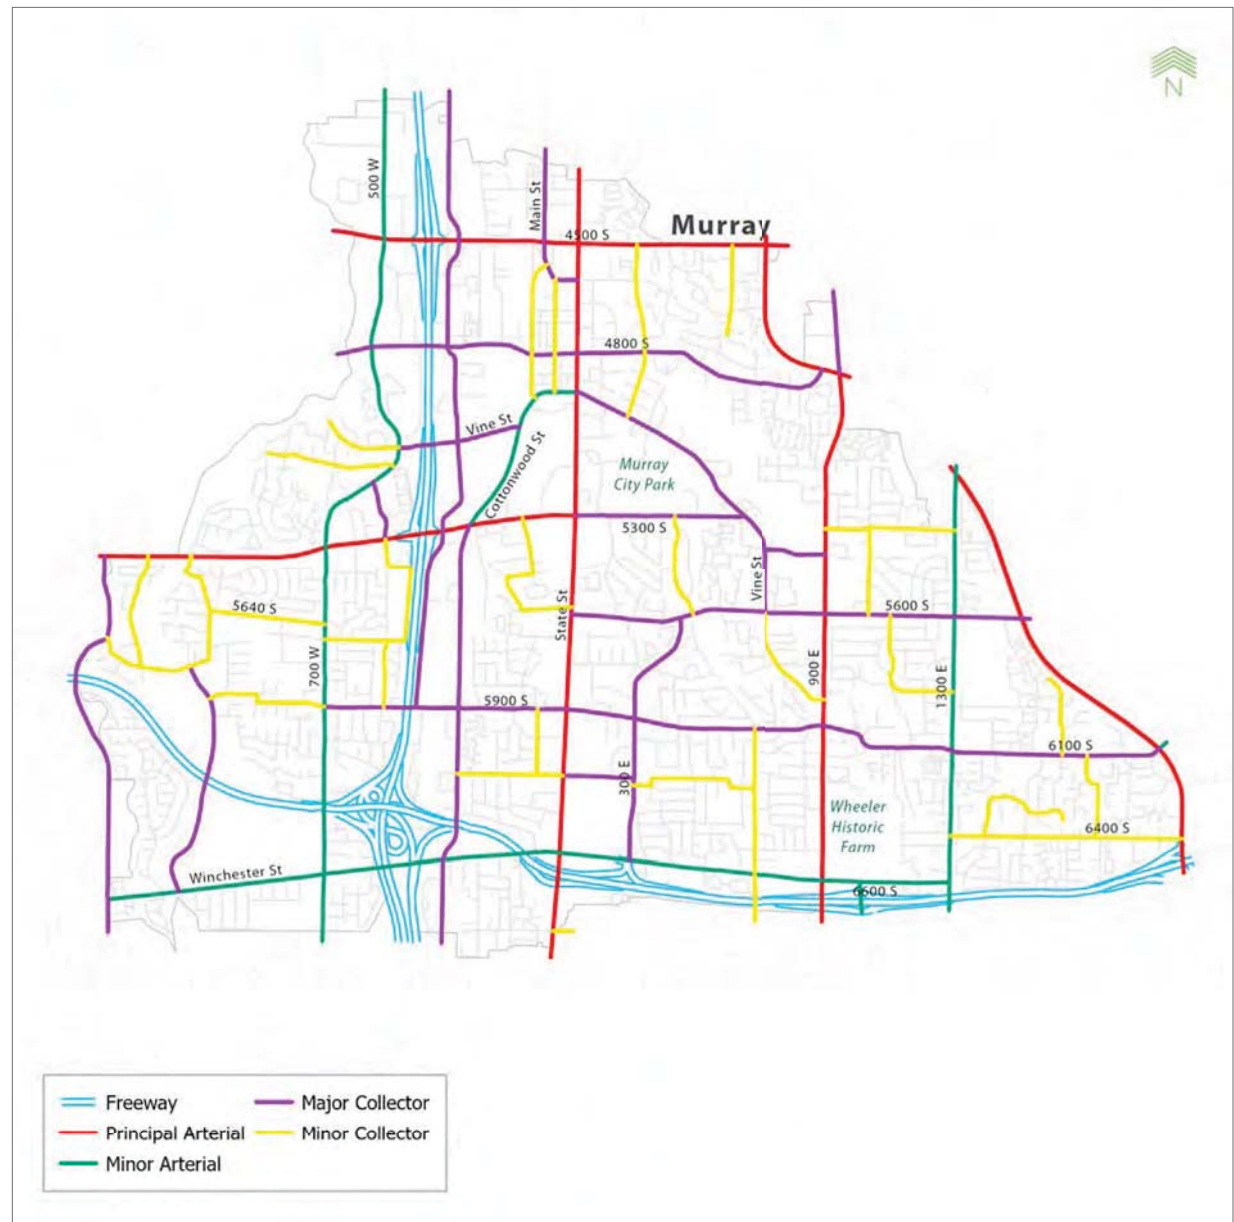 N
500 W
Main St
Murray
4500 S
4800 S
Vine St
Cottonwood St
Murray
City Park
5300 S
Vine St
5640 S
5600 S
State St
700 W
900 E
1300 E
5900 S
6100 S
300 E
Wheeler
Historic
Farm
6400 S
Winchester St
6600 S
Freeway
Major Collector
Principal Arterial
Minor Collector
Minor Arterial